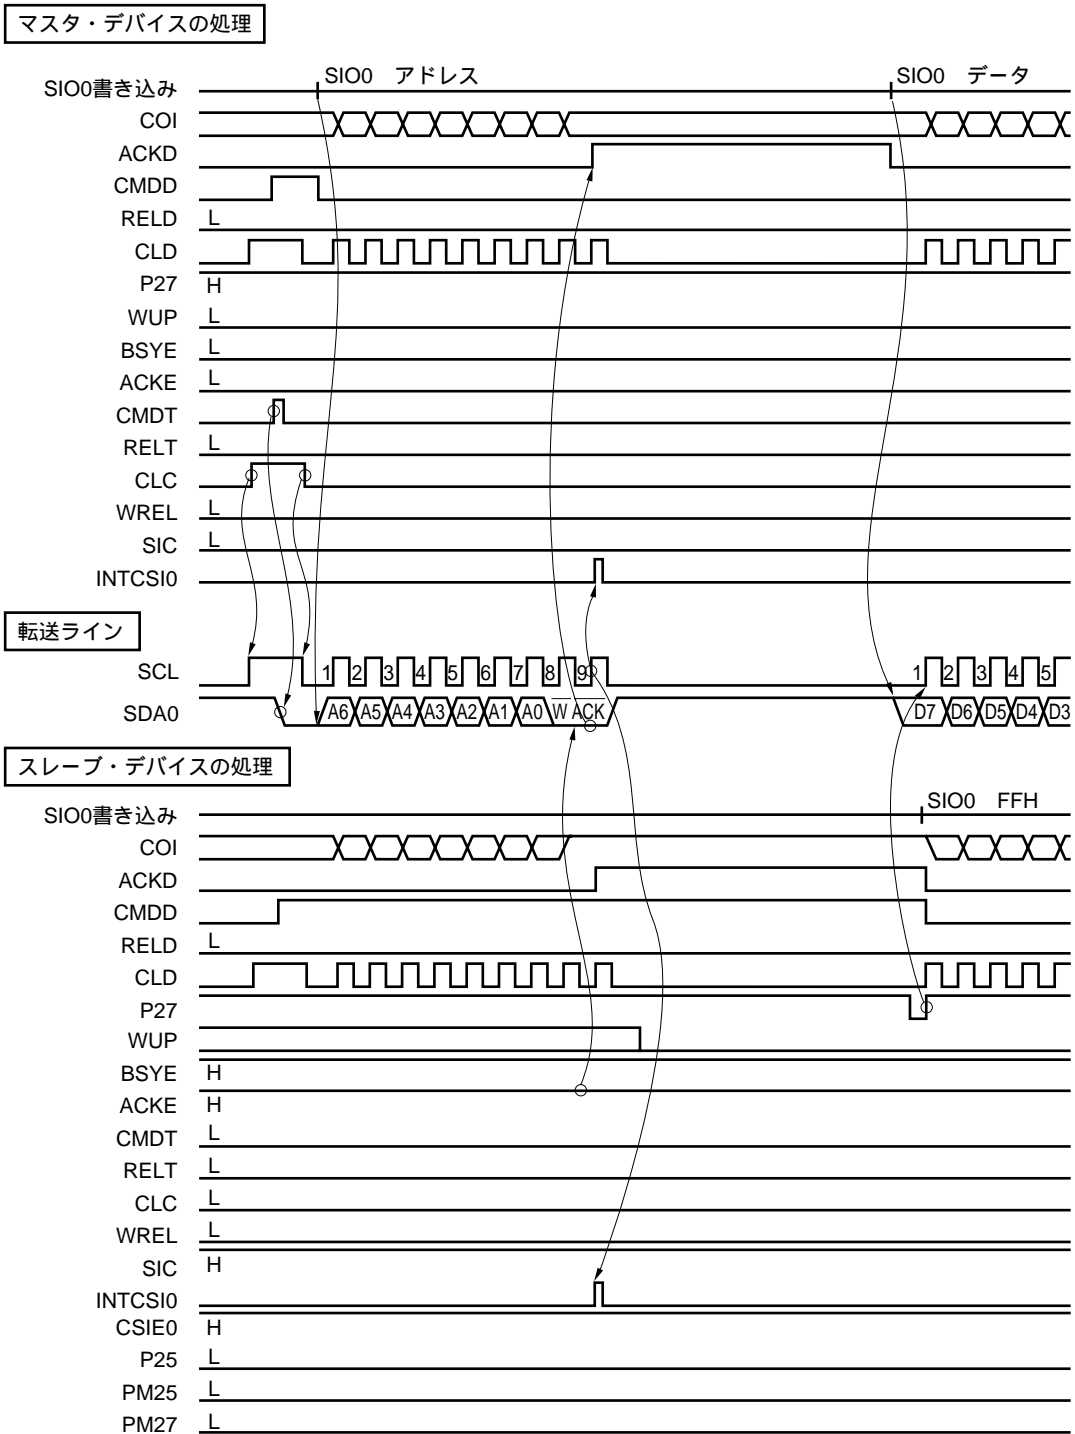 マスタ・デバイスの処理
SIO0書き込み SIO0 アドレス SIO0 データ
COI
ACKD
CMDD
RELD L
CLD
P27 H
WUP L
BSYE L
ACKE L
CMDT
RELT L
CLC
WREL L
SIC L
INTCSI0
転送ライン
SCL 1 2 3 4 5 6 7 8 9 1 2 3 4 5
SDA0 A6 A5 A4 A3 A2 A1 A0 W ACK D7 D6 D5 D4 D3
スレーブ・デバイスの処理
SIO0書き込み SIO0 FFH
COI
ACKD
CMDD
RELD L
CLD
P27
WUP
BSYE H
ACKE H
CMDT L
RELT L
CLC L
WREL L
SIC H
INTCSI0
CSIE0 H
P25 L
PM25 L
PM27 L